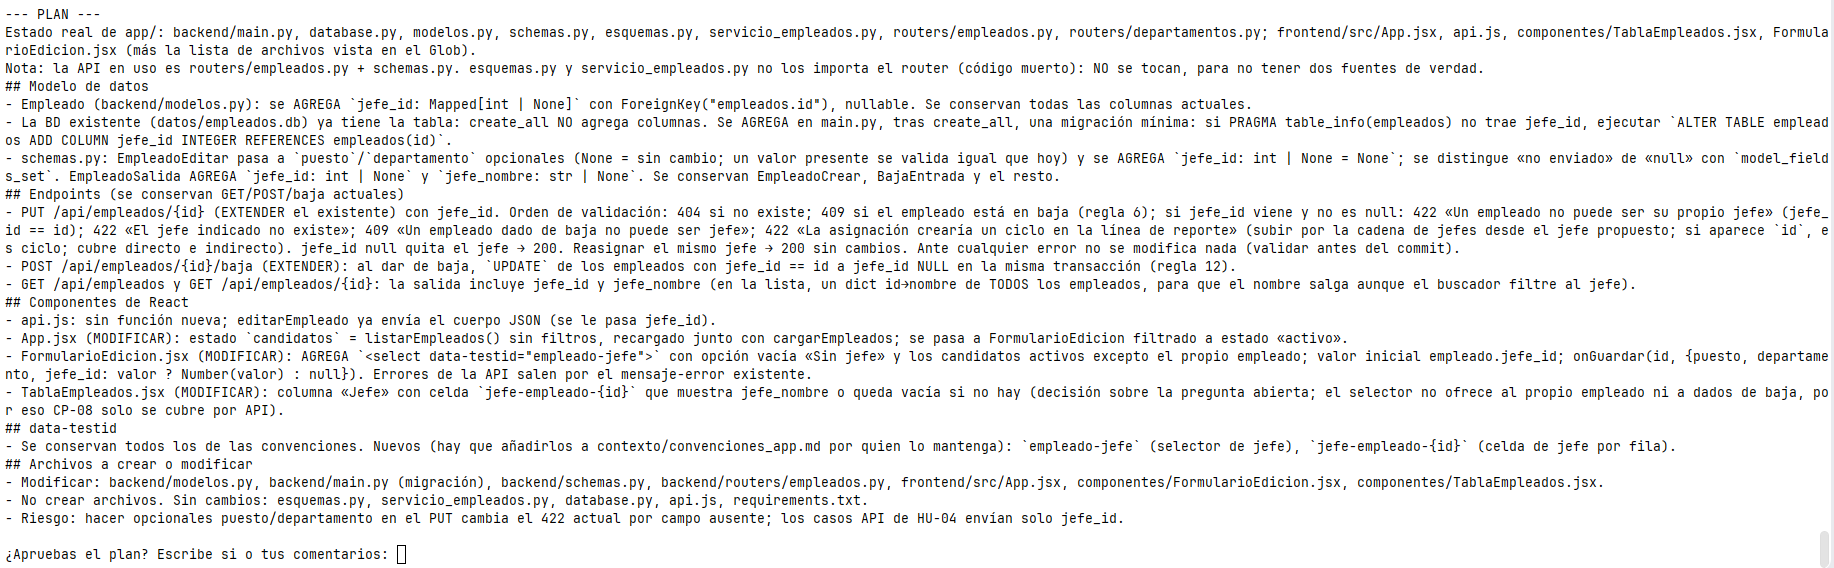 --- PLAN ---
Estado real de app/: backend/main.py, database.py, modelos.py, schemas.py, esquemas.py, servicio_empleados.py, routers/empleados.py, routers/departamentos.py; frontend/src/App.jsx, api.js, componentes/TablaEmpleados.jsx, Formula
rioEdicion.jsx (más la lista de archivos vista en el Glob).
Nota: la API en uso es routers/empleados.py + schemas.py. esquemas.py y servicio_empleados.py no los importa el router (código muerto): NO se tocan, para no tener dos fuentes de verdad.
## Modelo de datos
- Empleado (backend/modelos.py): se AGREGA `jefe_id: Mapped[int | None]` con ForeignKey("empleados.id"), nullable. Se conservan todas las columnas actuales.
- La BD existente (datos/empleados.db) ya tiene la tabla: create_all NO agrega columnas. Se AGREGA en main.py, tras create_all, una migración mínima: si PRAGMA table_info(empleados) no trae jefe_id, ejecutar `ALTER TABLE emplead
os ADD COLUMN jefe_id INTEGER REFERENCES empleados(id)`.
- schemas.py: EmpleadoEditar pasa a `puesto`/`departamento` opcionales (None = sin cambio; un valor presente se valida igual que hoy) y se AGREGA `jefe_id: int | None = None`; se distingue «no enviado» de «null» con `model_field
s_set`. EmpleadoSalida AGREGA `jefe_id: int | None` y `jefe_nombre: str | None`. Se conservan EmpleadoCrear, BajaEntrada y el resto.
## Endpoints (se conservan GET/POST/baja actuales)
- PUT /api/empleados/{id} (EXTENDER el existente) con jefe_id. Orden de validación: 404 si no existe; 409 si el empleado está en baja (regla 6); si jefe_id viene y no es null: 422 «Un empleado no puede ser su propio jefe» (jefe_
id == id); 422 «El jefe indicado no existe»; 409 «Un empleado dado de baja no puede ser jefe»; 422 «La asignación crearía un ciclo en la línea de reporte» (subir por la cadena de jefes desde el jefe propuesto; si aparece `id`, e
s ciclo; cubre directo e indirecto). jefe_id null quita el jefe → 200. Reasignar el mismo jefe → 200 sin cambios. Ante cualquier error no se modifica nada (validar antes del commit).
- POST /api/empleados/{id}/baja (EXTENDER): al dar de baja, `UPDATE` de los empleados con jefe_id == id a jefe_id NULL en la misma transacción (regla 12).
- GET /api/empleados y GET /api/empleados/{id}: la salida incluye jefe_id y jefe_nombre (en la lista, un dict id→nombre de TODOS los empleados, para que el nombre salga aunque el buscador filtre al jefe).
## Componentes de React
- api.js: sin función nueva; editarEmpleado ya envía el cuerpo JSON (se le pasa jefe_id).
- App.jsx (MODIFICAR): estado `candidatos` = listarEmpleados() sin filtros, recargado junto con cargarEmpleados; se pasa a FormularioEdicion filtrado a estado «activo».
- FormularioEdicion.jsx (MODIFICAR): AGREGA `<select data-testid="empleado-jefe">` con opción vacía «Sin jefe» y los candidatos activos excepto el propio empleado; valor inicial empleado.jefe_id; onGuardar(id, {puesto, departame
nto, jefe_id: valor ? Number(valor) : null}). Errores de la API salen por el mensaje-error existente.
- TablaEmpleados.jsx (MODIFICAR): columna «Jefe» con celda `jefe-empleado-{id}` que muestra jefe_nombre o queda vacía si no hay (decisión sobre la pregunta abierta; el selector no ofrece al propio empleado ni a dados de baja, po
r eso CP-08 solo se cubre por API).
## data-testid
- Se conservan todos los de las convenciones. Nuevos (hay que añadirlos a contexto/convenciones_app.md por quien lo mantenga): `empleado-jefe` (selector de jefe), `jefe-empleado-{id}` (celda de jefe por fila).
## Archivos a crear o modificar
- Modificar: backend/modelos.py, backend/main.py (migración), backend/schemas.py, backend/routers/empleados.py, frontend/src/App.jsx, componentes/FormularioEdicion.jsx, componentes/TablaEmpleados.jsx.
- No crear archivos. Sin cambios: esquemas.py, servicio_empleados.py, database.py, api.js, requirements.txt.
- Riesgo: hacer opcionales puesto/departamento en el PUT cambia el 422 actual por campo ausente; los casos API de HU-04 envían solo jefe_id.
¿Apruebas el plan? Escribe si o tus comentarios: